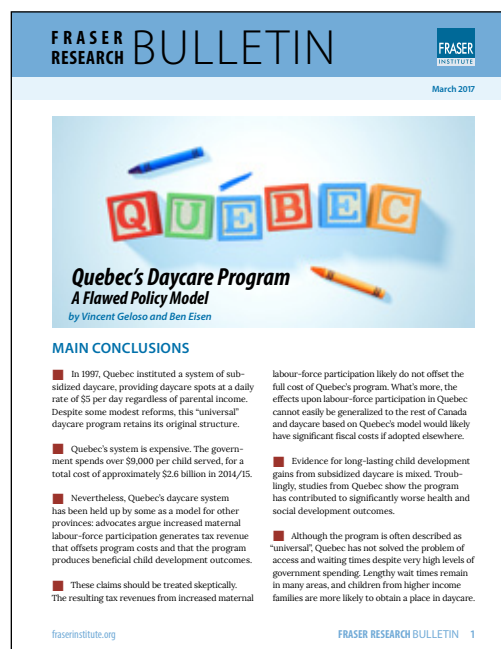 FRASER
RESEARCH BULLETIN
FRASER
INSTITUTE
March 2017
QUÉBEC
Quebec's Daycare Program
A Flawed Policy Model
by Vincent Geloso and Ben Eisen
MAIN CONCLUSIONS
In 1997, Quebec instituted a system of sub-
sidized daycare, providing daycare spots at a daily
rate of $5 per day regardless of parental income.
Despite some modest reforms, this “universal”
daycare program retains its original structure.
Quebec's system is expensive. The govern-
ment spends over $9,000 per child served, for a
total cost of approximately $2.6 billion in 2014/15.
Nevertheless, Quebec's daycare system
has been held up by some as a model for other
provinces: advocates argue increased maternal
labour-force participation generates tax revenue
that offsets program costs and that the program
produces beneficial child development outcomes.
These claims should be treated skeptically.
The resulting tax revenues from increased maternal
labour-force participation likely do not offset the
full cost of Quebec's program. What's more, the
effects upon labour-force participation in Quebec
cannot easily be generalized to the rest of Canada
and daycare based on Quebec's model would likely
have significant fiscal costs if adopted elsewhere.
Evidence for long-lasting child development
gains from subsidized daycare is mixed. Troub-
lingly, studies from Quebec show the program
has contributed to significantly worse health and
social development outcomes.
Although the program is often described as
“universal”, Quebec has not solved the problem of
access and waiting times despite very high levels of
government spending. Lengthy wait times remain
in many areas, and children from higher income
families are more likely to obtain a place in daycare.
fraserinstitute.org
FRASER RESEARCH BULLETIN 1